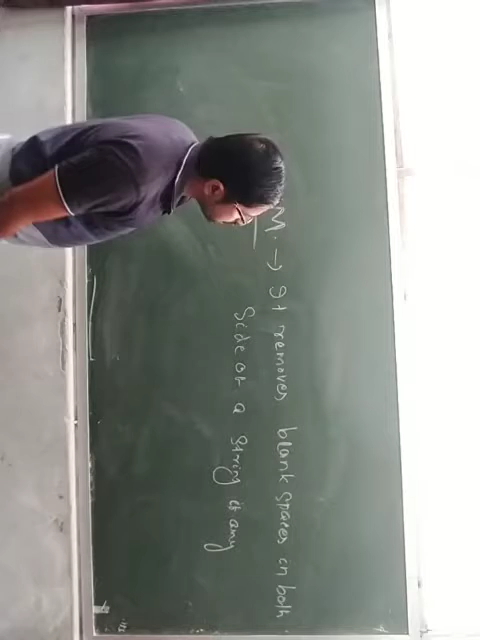 M. → It removes blank spaces on both
side of a string if any